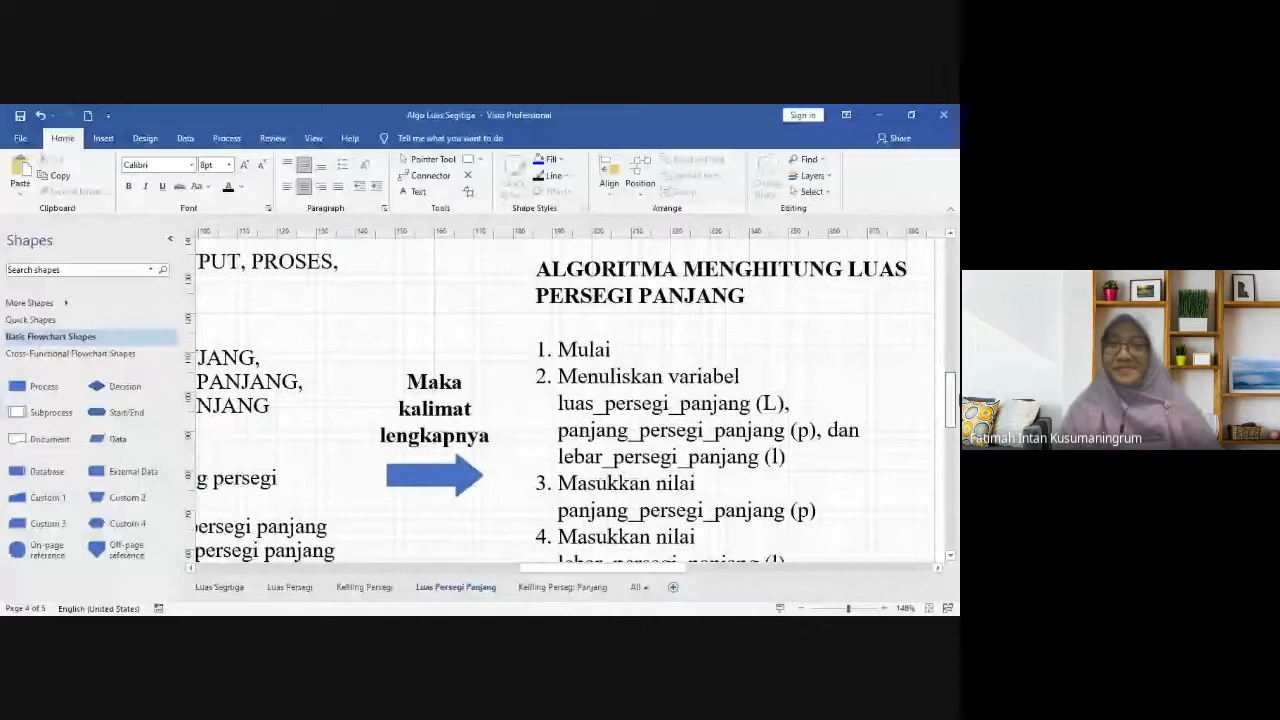 Algo Luas Segitiga - Visio Professional
Sign in
File Home Insert Design Data Process Review View Help Tell me what you want to do
Share
Paste
Copy
Clipboard
Calibri 8pt
Font
Paragraph
Pointer Tool
Connector
Text
Tools
Fill
Line
Shape Styles
Align Position
Arrange
Find
Layers
Select
Editing
Shapes
Search shapes
More Shapes
Quick Shapes
Basic Flowchart Shapes
Cross-Functional Flowchart Shapes
Process Decision
Subprocess Start/End
Document Data
Database External Data
Custom 1 Custom 2
Custom 3 Custom 4
On-page reference Off-page reference
PUT, PROSES,
JANG,
PANJANG,
NJANG
g persegi
persegi panjang
persegi panjang
Maka
kalimat
lengkapnya
ALGORITMA MENGHITUNG LUAS
PERSEGI PANJANG
1. Mulai
2. Menuliskan variabel
luas_persegi_panjang (L),
panjang_persegi_panjang (p), dan
lebar_persegi_panjang (l)
3. Masukkan nilai
panjang_persegi_panjang (p)
4. Masukkan nilai
lebar_persegi_panjang (l)
Luas Segitiga Luas Persegi Keliling Persegi Luas Persegi Panjang Keliling Persegi Panjang All
Page 4 of 5 English (United States)
148%
Fatimah Intan Kusumaningrum